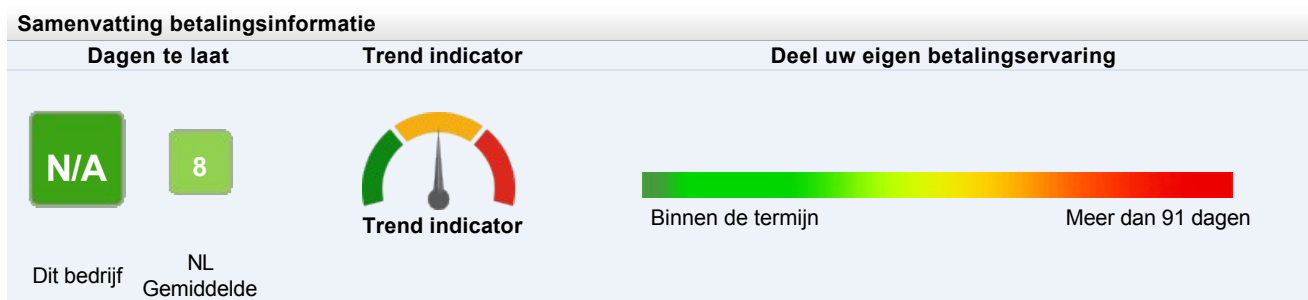 Samenvatting betalingsinformatie
Dagen te laat Trend indicator Deel uw eigen betalingservaring
N/A 8
Trend indicator
Binnen de termijn Meer dan 91 dagen
Dit bedrijf NL
Gemiddelde